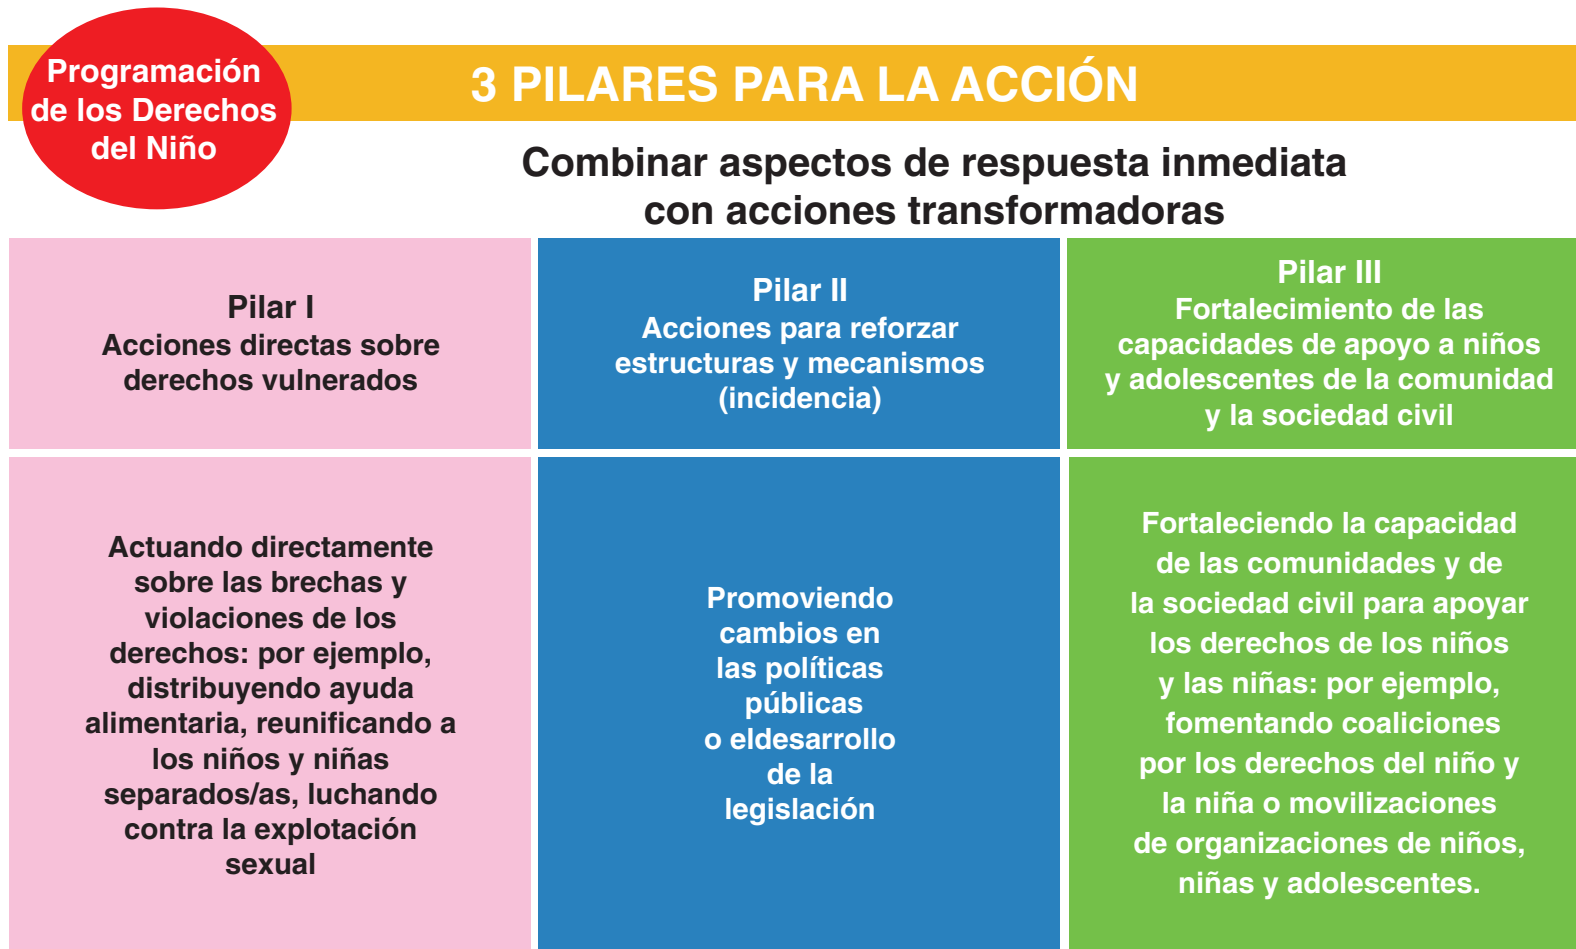 Programación
de los Derechos
del Niño
3 PILARES PARA LA ACCIÓN
Combinar aspectos de respuesta inmediata
con acciones transformadoras
Pilar I
Acciones directas sobre
derechos vulnerados
Pilar II
Acciones para reforzar
estructuras y mecanismos
(incidencia)
Pilar III
Fortalecimiento de las
capacidades de apoyo a niños
y adolescentes de la comunidad
y la sociedad civil
Actuando directamente
sobre las brechas y
violaciones de los
derechos: por ejemplo,
distribuyendo ayuda
alimentaria, reunificando a
los niños y niñas
separados/as, luchando
contra la explotación
sexual
Promoviendo
cambios en
las políticas
públicas
o eldesarrollo
de la
legislación
Fortaleciendo la capacidad
de las comunidades y de
la sociedad civil para apoyar
los derechos de los niños
y las niñas: por ejemplo,
fomentando coaliciones
por los derechos del niño y
la niña o movilizaciones
de organizaciones de niños,
niñas y adolescentes.